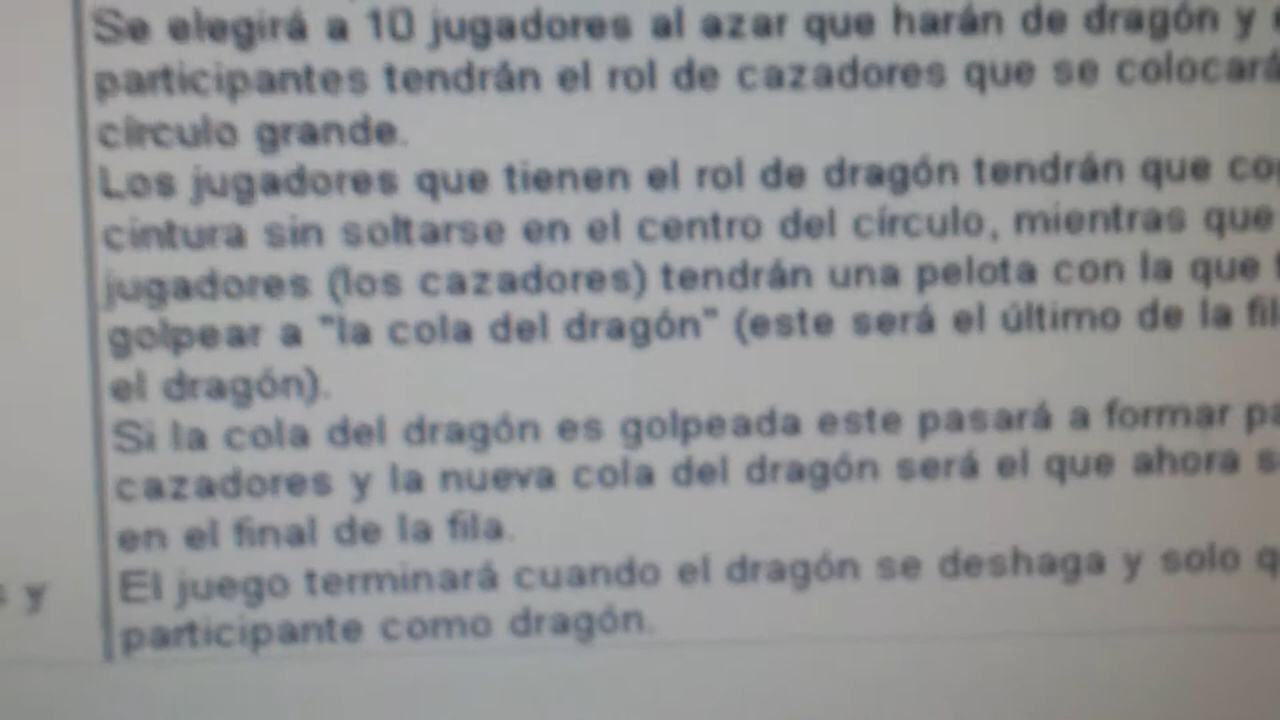 Se elegirá a 10 jugadores al azar que harán de dragón y
participantes tendrán el rol de cazadores que se colocará
círculo grande.
Los jugadores que tienen el rol de dragón tendrán que
cintura sin soltarse en el centro del círculo, mientras que
jugadores (los cazadores) tendrán una pelota con la que
golpear a "la cola del dragón" (este será el último de la fil
el dragón).
Si la cola del dragón es golpeada este pasará a formar pa
cazadores y la nueva cola del dragón será el que ahora s
en el final de la fila.
El juego terminará cuando el dragón se deshaga y solo q
y
participante como dragón.